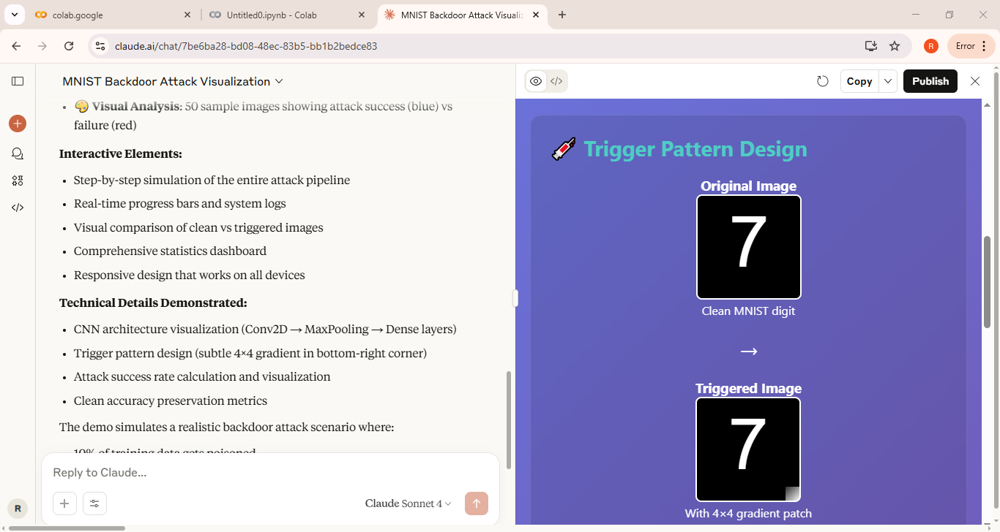 colab.google
Untitled0.ipynb - Colab
MNIST Backdoor Attack Visualiz
claude.ai/chat/7be6ba28-bd08-48ec-83b5-bb1b2bedce83
R
Error
MNIST Backdoor Attack Visualization
Copy
Publish
• Visual Analysis: 50 sample images showing attack success (blue) vs
failure (red)
Interactive Elements:
• Step-by-step simulation of the entire attack pipeline
• Real-time progress bars and system logs
• Visual comparison of clean vs triggered images
• Comprehensive statistics dashboard
• Responsive design that works on all devices
Technical Details Demonstrated:
• CNN architecture visualization (Conv2D → MaxPooling → Dense layers)
• Trigger pattern design (subtle 4×4 gradient in bottom-right corner)
• Attack success rate calculation and visualization
• Clean accuracy preservation metrics
The demo simulates a realistic backdoor attack scenario where:
10% of training data gets poisoned
Reply to Claude...
Claude Sonnet 4
R
Trigger Pattern Design
Original Image
7
Clean MNIST digit
→
Triggered Image
7
With 4×4 gradient patch